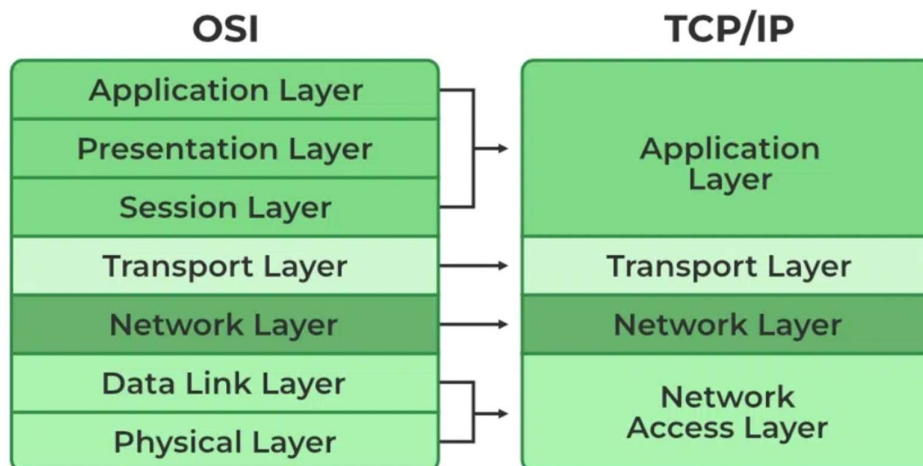 OSI
Application Layer
Presentation Layer
Session Layer
Transport Layer
Network Layer
Data Link Layer
Physical Layer
TCP/IP
Application
Layer
Transport Layer
Network Layer
Network
Access Layer